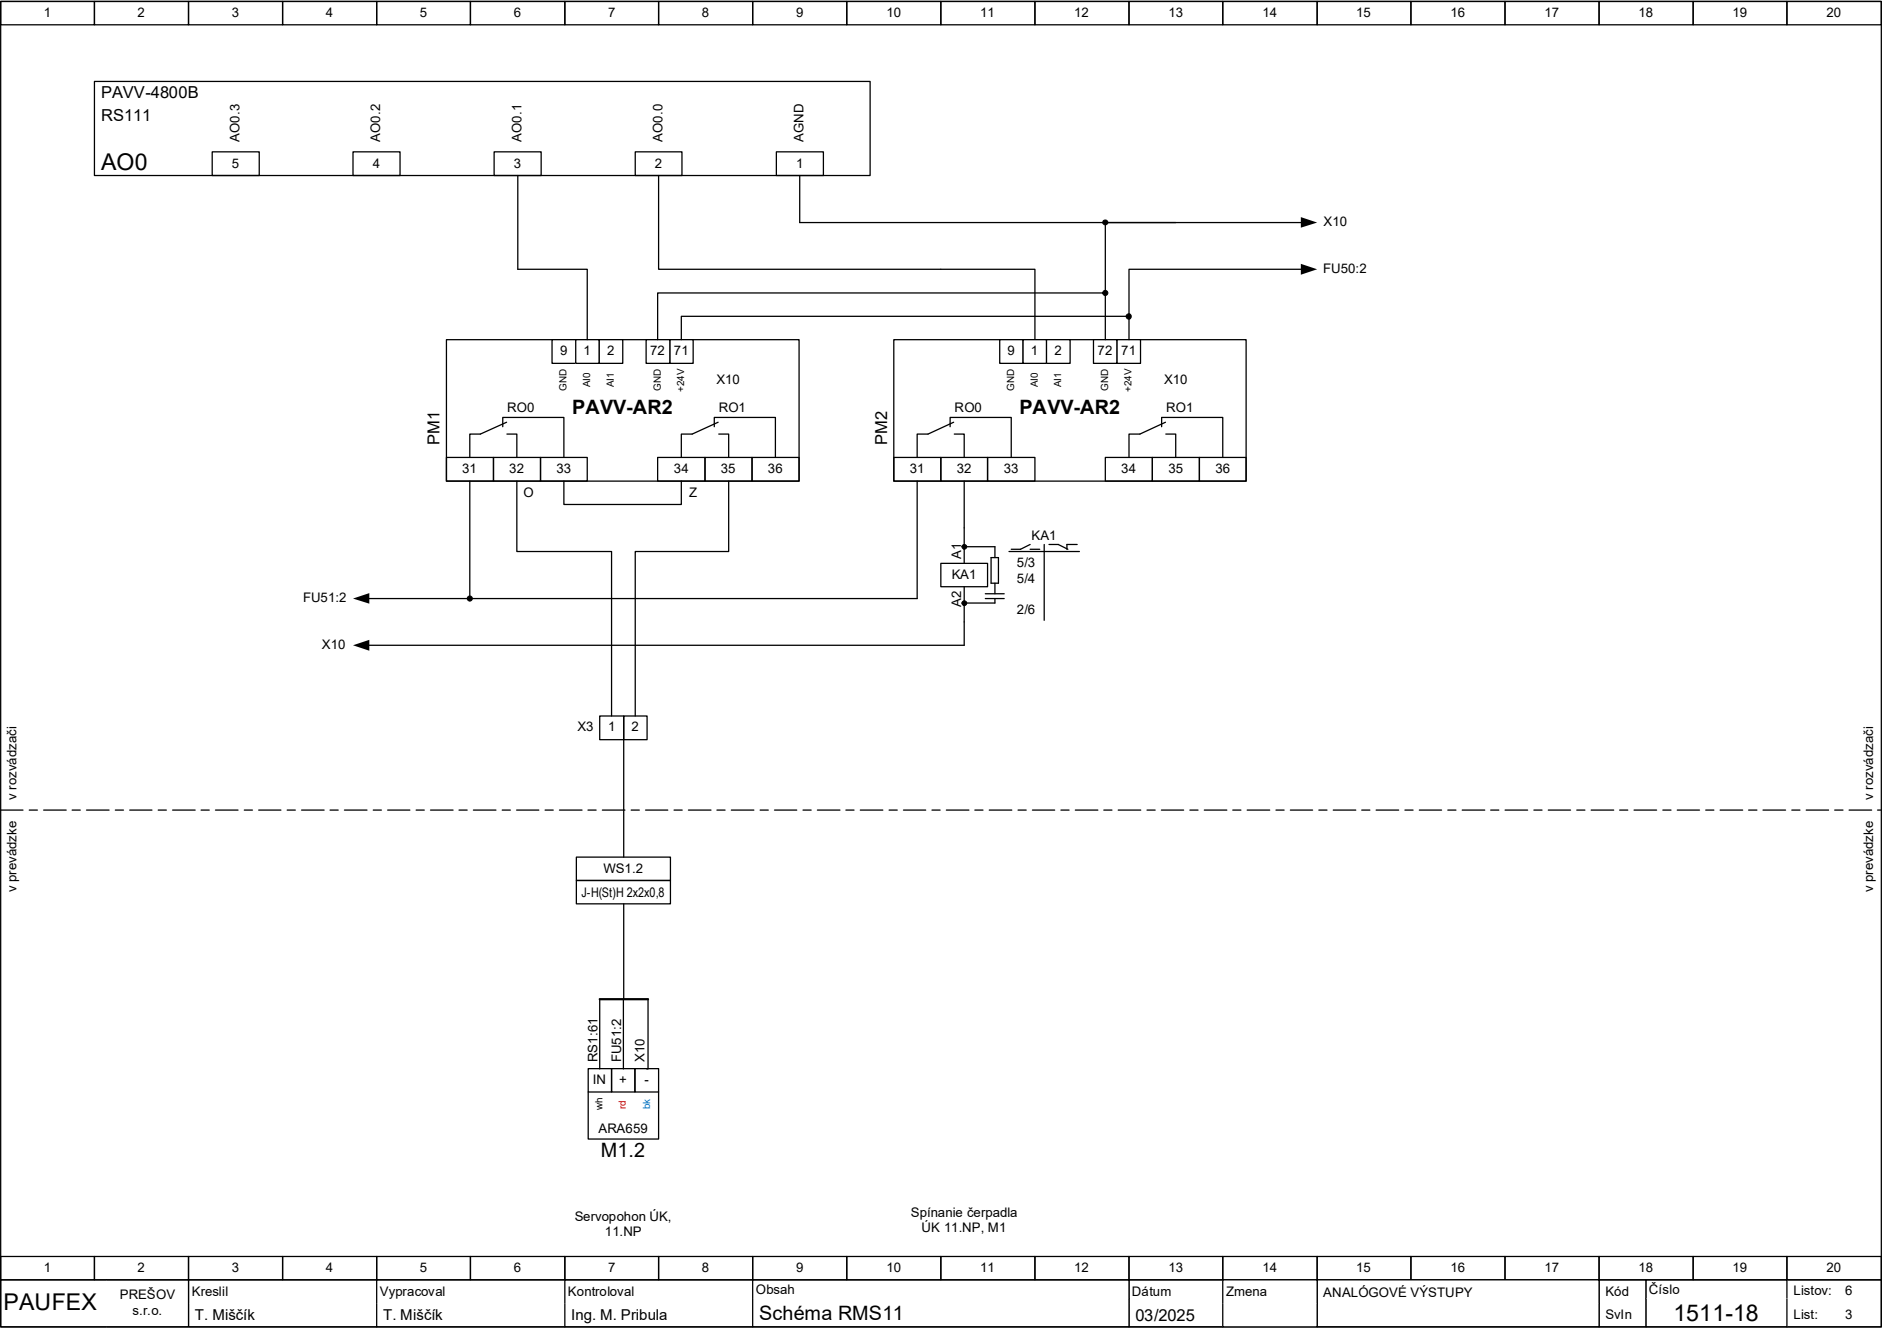 1 2 3 4 5 6 7 8 9 10 11 12 13 14 15 16 17 18 19 20
PAVV-4800B
RS111
AO0
AO0.3 AO0.2 AO0.1 AO0.0 AGND
5 4 3 2 1
X10
FU50:2
9 1 2 72 71
GND AI0 AI1 GND +24V
X10
PAVV-AR2
PM1
RO0 RO1
31 32 33 34 35 36
O Z
9 1 2 72 71
GND AI0 AI1 GND +24V
X10
PAVV-AR2
PM2
RO0 RO1
31 32 33 34 35 36
A1
KA1
A2
KA1
5/3
5/4
2/6
FU51:2
X10
X3 1 2
v rozvádzači
v rozvádzači
v prevádzke
v prevádzke
WS1.2
J-H(St)H 2x2x0,8
RS1:61 FU51:2 X10
IN + -
wh rd bk
ARA659
M1.2
Servopohon ÚK,
11.NP
Spínanie čerpadla
ÚK 11.NP, M1
1 2 3 4 5 6 7 8 9 10 11 12 13 14 15 16 17 18 19 20
PAUFEX
PREŠOV
s.r.o.
Kreslil
T. Miščík
Vypracoval
T. Miščík
Kontroloval
Ing. M. Pribula
Obsah
Schéma RMS11
Dátum
03/2025
Zmena
ANALÓGOVÉ VÝSTUPY
Kód
Svln
Číslo
1511-18
Listov: 6
List: 3